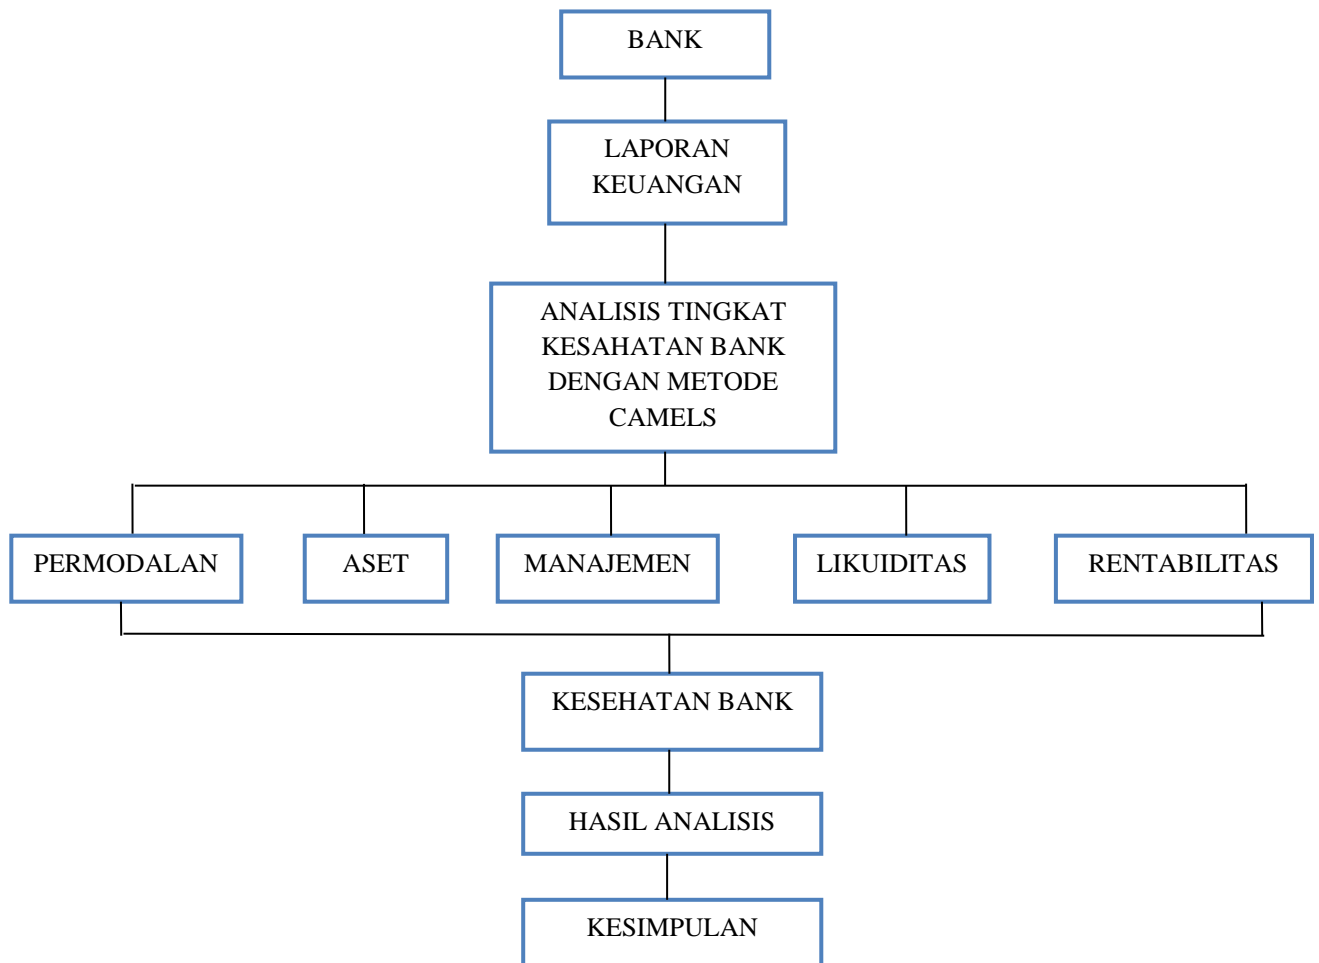 BANK
LAPORAN
KEUANGAN
ANALISIS TINGKAT
KESAHATAN BANK
DENGAN METODE
CAMELS
PERMODALAN
ASET
MANAJEMEN
LIKUIDITAS
RENTABILITAS
KESEHATAN BANK
HASIL ANALISIS
KESIMPULAN